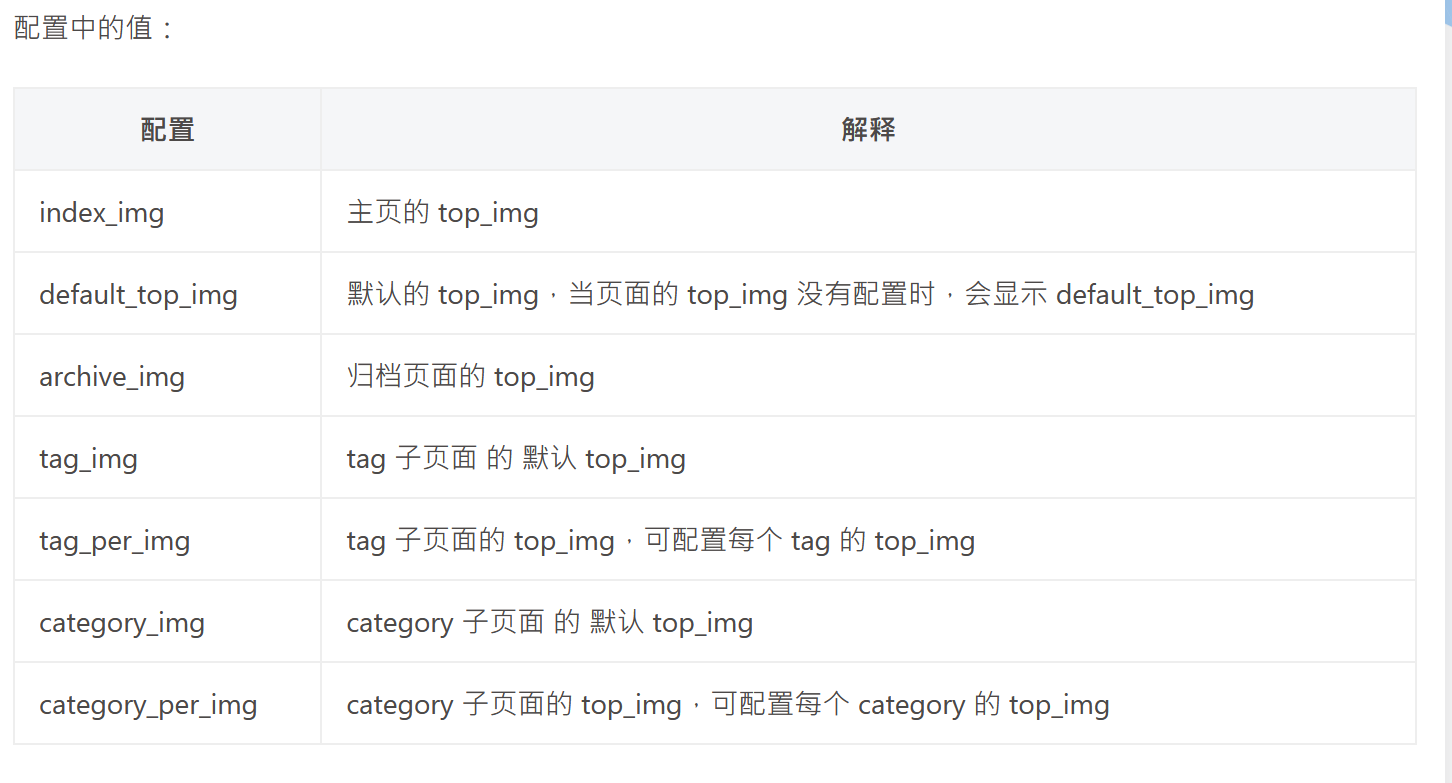 配置中的值：
配置 解释
index_img 主页的 top_img
default_top_img 默认的 top_img，当页面的 top_img 没有配置时，会显示 default_top_img
archive_img 归档页面的 top_img
tag_img tag 子页面 的 默认 top_img
tag_per_img tag 子页面的 top_img，可配置每个 tag 的 top_img
category_img category 子页面 的 默认 top_img
category_per_img category 子页面的 top_img，可配置每个 category 的 top_img